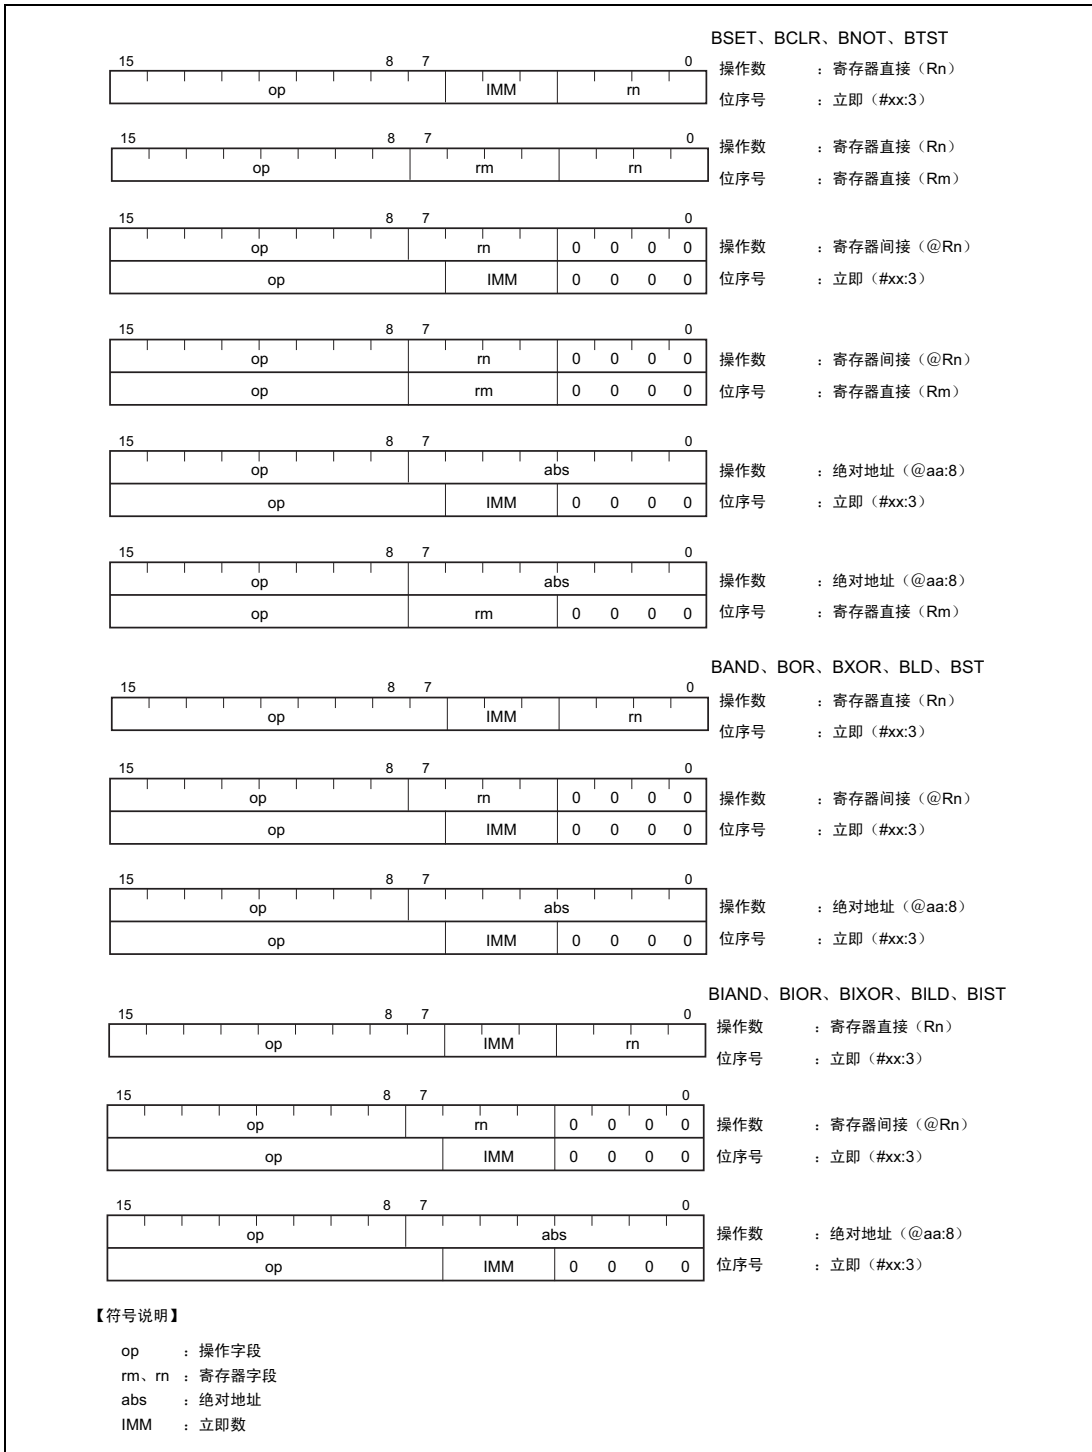 BSET、BCLR、BNOT、BTST
15 8 7 0
op IMM rn
操作数 ：寄存器直接（Rn）
位序号 ：立即（#xx:3）
15 8 7 0
op rm rn
操作数 ：寄存器直接（Rn）
位序号 ：寄存器直接（Rm）
15 8 7 0
op rn 0 0 0 0 操作数 ：寄存器间接（@Rn）
op IMM 0 0 0 0 位序号 ：立即（#xx:3）
15 8 7 0
op rn 0 0 0 0 操作数 ：寄存器间接（@Rn）
op rm 0 0 0 0 位序号 ：寄存器直接（Rm）
15 8 7 0
op abs 操作数 ：绝对地址（@aa:8）
op IMM 0 0 0 0 位序号 ：立即（#xx:3）
15 8 7 0
op abs 操作数 ：绝对地址（@aa:8）
op rm 0 0 0 0 位序号 ：寄存器直接（Rm）
BAND、BOR、BXOR、BLD、BST
15 8 7 0
op IMM rn
操作数 ：寄存器直接（Rn）
位序号 ：立即（#xx:3）
15 8 7 0
op rn 0 0 0 0 操作数 ：寄存器间接（@Rn）
op IMM 0 0 0 0 位序号 ：立即（#xx:3）
15 8 7 0
op abs 操作数 ：绝对地址（@aa:8）
op IMM 0 0 0 0 位序号 ：立即（#xx:3）
BIAND、BIOR、BIXOR、BILD、BIST
15 8 7 0
op IMM rn
操作数 ：寄存器直接（Rn）
位序号 ：立即（#xx:3）
15 8 7 0
op rn 0 0 0 0 操作数 ：寄存器间接（@Rn）
op IMM 0 0 0 0 位序号 ：立即（#xx:3）
15 8 7 0
op abs 操作数 ：绝对地址（@aa:8）
op IMM 0 0 0 0 位序号 ：立即（#xx:3）
【符号说明】
op ：操作字段
rm、rn ：寄存器字段
abs ：绝对地址
IMM ：立即数